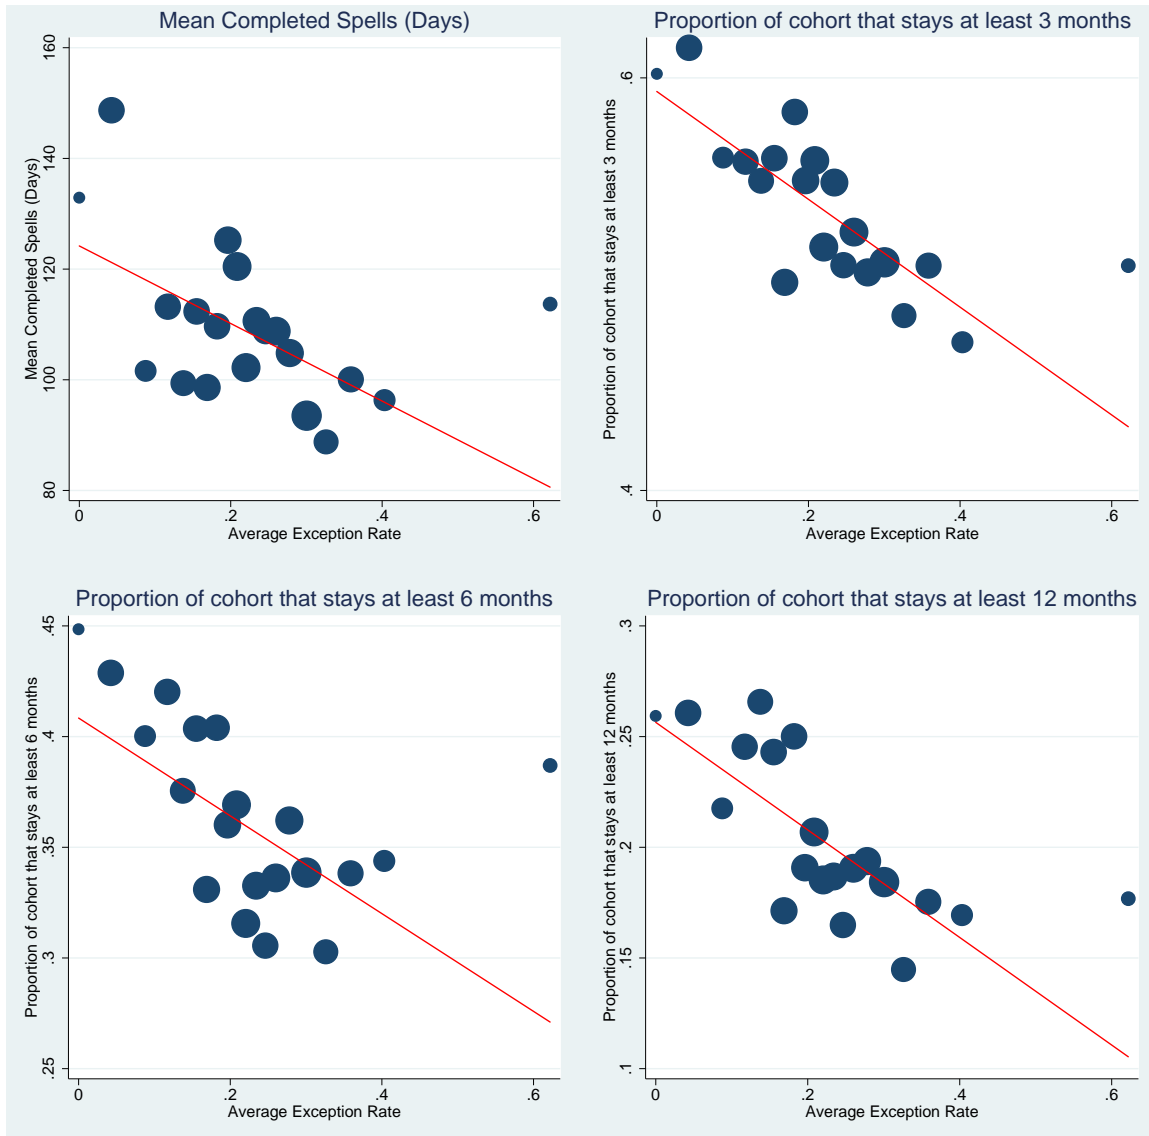 Mean Completed Spells (Days)
Mean Completed Spells (Days)
160
140
120
100
80
0 .2 .4 .6
Average Exception Rate
Proportion of cohort that stays at least 3 months
Proportion of cohort that stays at least 3 months
.6
.4
0 .2 .4 .6
Average Exception Rate
Proportion of cohort that stays at least 6 months
Proportion of cohort that stays at least 6 months
.45
.4
.35
.3
.25
0 .2 .4 .6
Average Exception Rate
Proportion of cohort that stays at least 12 months
Proportion of cohort that stays at least 12 months
.3
.25
.2
.15
.1
0 .2 .4 .6
Average Exception Rate